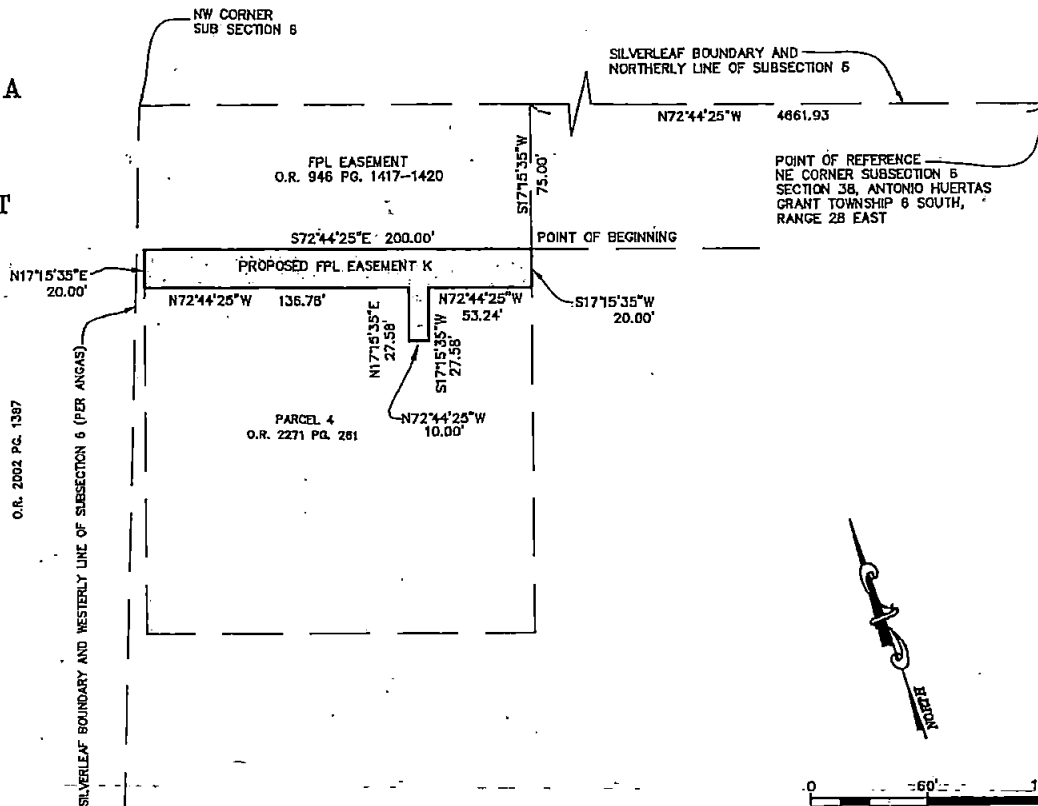 NW CORNER
SUB SECTION 6
A
SILVERLEAF BOUNDARY AND
NORTHERLY LINE OF SUBSECTION 6
N72°44'25"W 4661.93
FPL EASEMENT
O.R. 946 PG. 1417-1420
S17°15'35"W
75.00'
POINT OF REFERENCE
NE CORNER SUBSECTION 6
SECTION 38, ANTONIO HUERTAS
GRANT TOWNSHIP 6 SOUTH,
RANGE 28 EAST
T
S72°44'25"E 200.00'
POINT OF BEGINNING
N17°15'35"E
20.00'
PROPOSED FPL EASEMENT K
N72°44'25"W 136.76'
N72°44'25"W
53.24'
S17°15'35"W
20.00'
N17°15'35"E
27.58'
S17°15'35"W
27.58'
N72°44'25"W
10.00'
PARCEL 4
O.R. 2271 PG. 261
O.R. 2002 PG. 1387
SILVERLEAF BOUNDARY AND WESTERLY LINE OF SUBSECTION 6 (PER ANGAS)
NORTH
0 60' 1